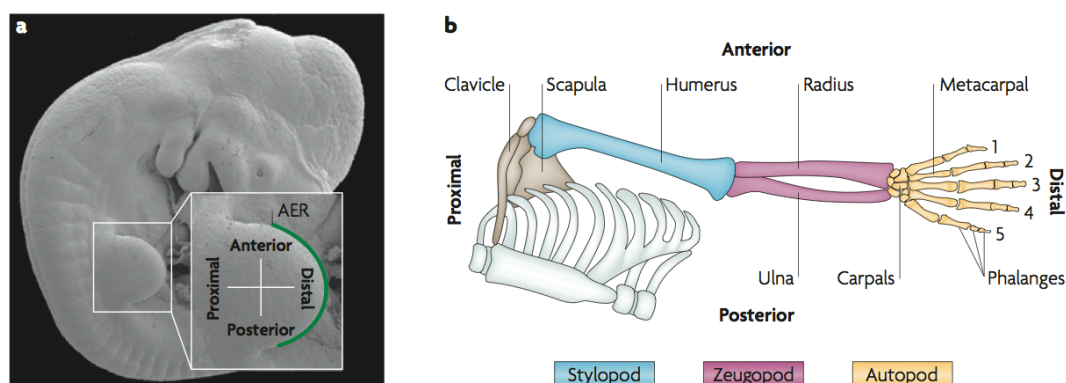 a
AER
Anterior
Proximal
Distal
Posterior
b
Anterior
Clavicle
Scapula
Humerus
Radius
Metacarpal
Proximal
1
2
3
4
5
Distal
Ulna
Carpals
Phalanges
Posterior
Stylopod
Zeugopod
Autopod